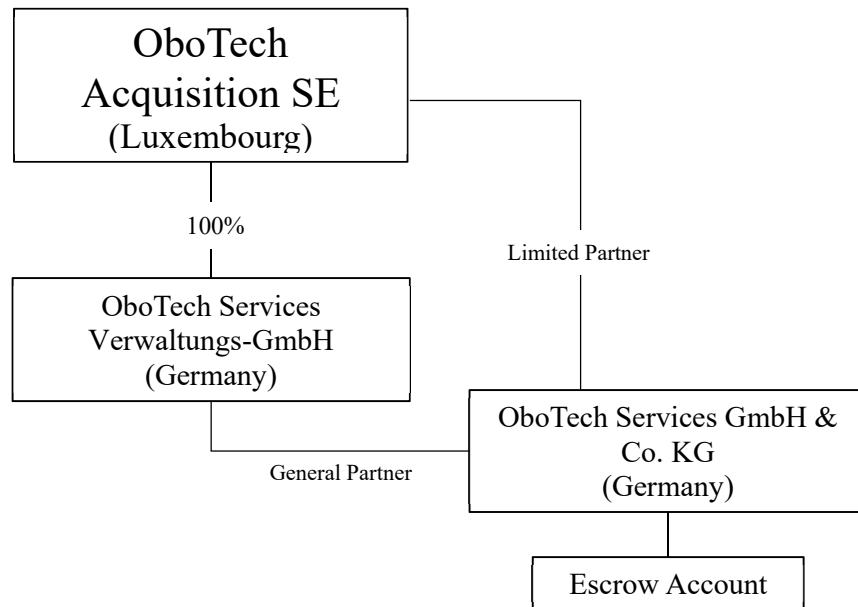 OboTech
Acquisition SE
(Luxembourg)
100%
Limited Partner
OboTech Services
Verwaltungs-GmbH
(Germany)
OboTech Services GmbH &
Co. KG
(Germany)
General Partner
Escrow Account